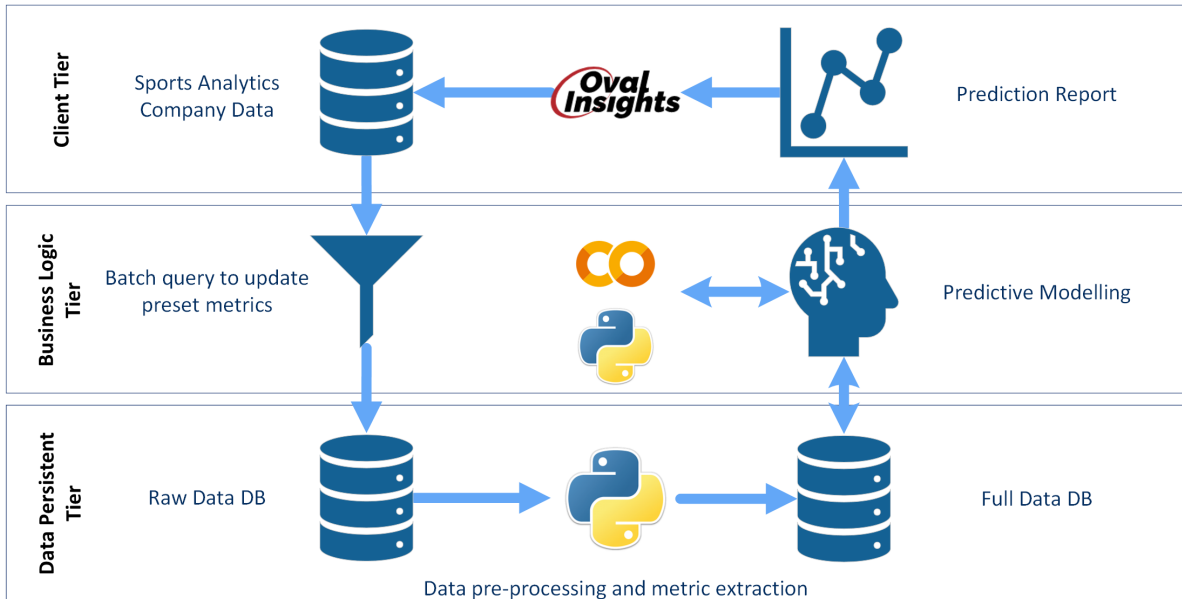 Client Tier
Sports Analytics
Company Data
Oval
Insights
Prediction Report
Business Logic
Tier
Batch query to update
preset metrics
Predictive Modelling
Data Persistent
Tier
Raw Data DB
Full Data DB
Data pre-processing and metric extraction